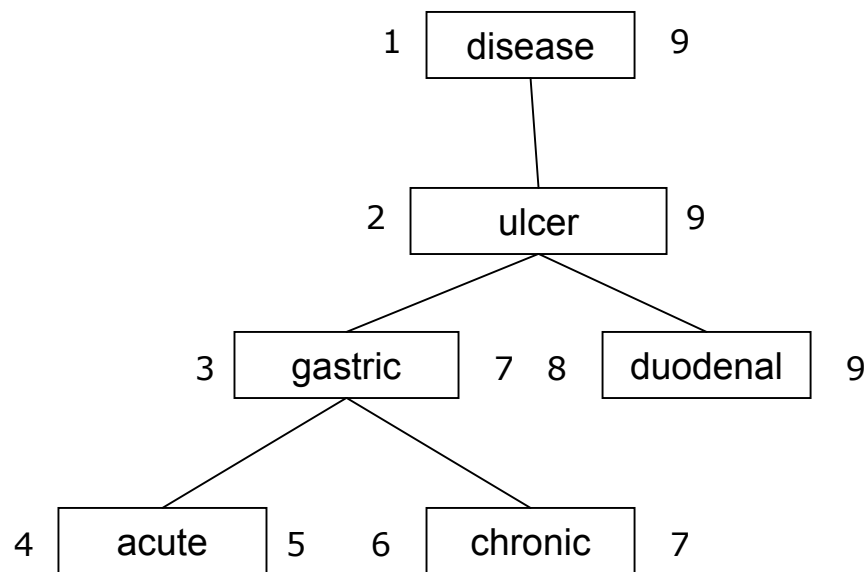 1 disease 9
2 ulcer 9
3 gastric 7 8 duodenal 9
4 acute 5 6 chronic 7